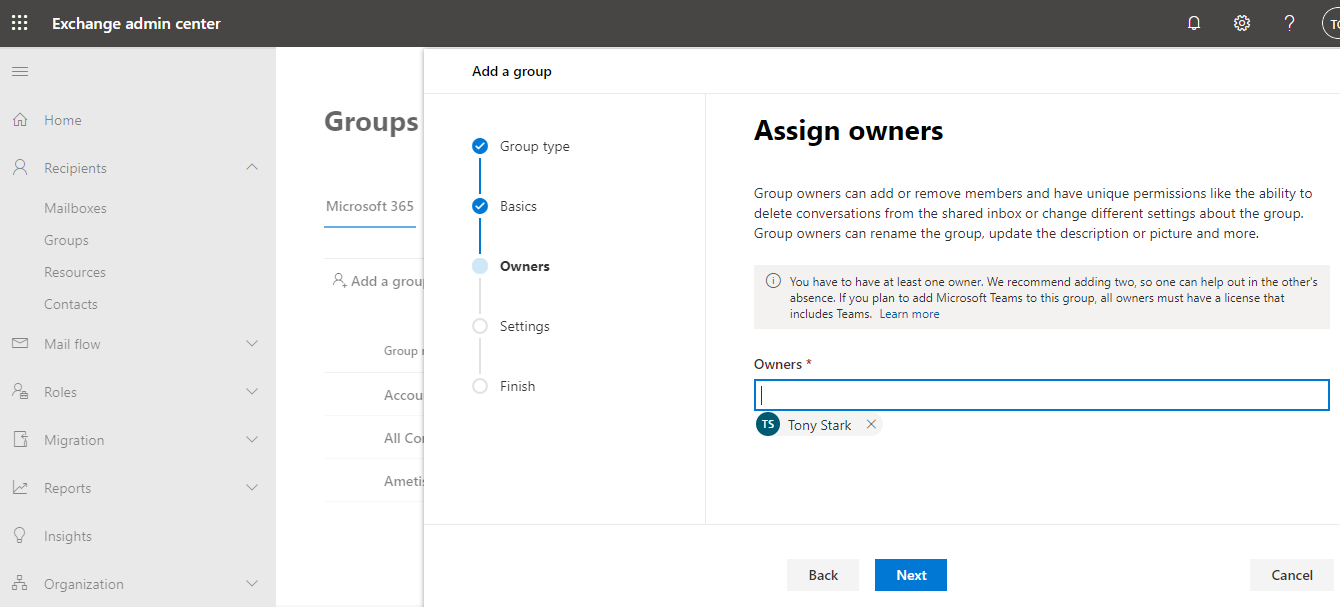 Exchange admin center
Home
Recipients
Mailboxes
Groups
Resources
Contacts
Mail flow
Roles
Migration
Reports
Insights
Organization
Groups
Microsoft 365
Add a grou
Group
Accou
All Co
Ametis
Add a group
Group type
Basics
Owners
Settings
Finish
Assign owners
Group owners can add or remove members and have unique permissions like the ability to
delete conversations from the shared inbox or change different settings about the group.
Group owners can rename the group, update the description or picture and more.
You have to have at least one owner. We recommend adding two, so one can help out in the other's
absence. If you plan to add Microsoft Teams to this group, all owners must have a license that
includes Teams. Learn more
Owners *
TS Tony Stark
Back
Next
Cancel